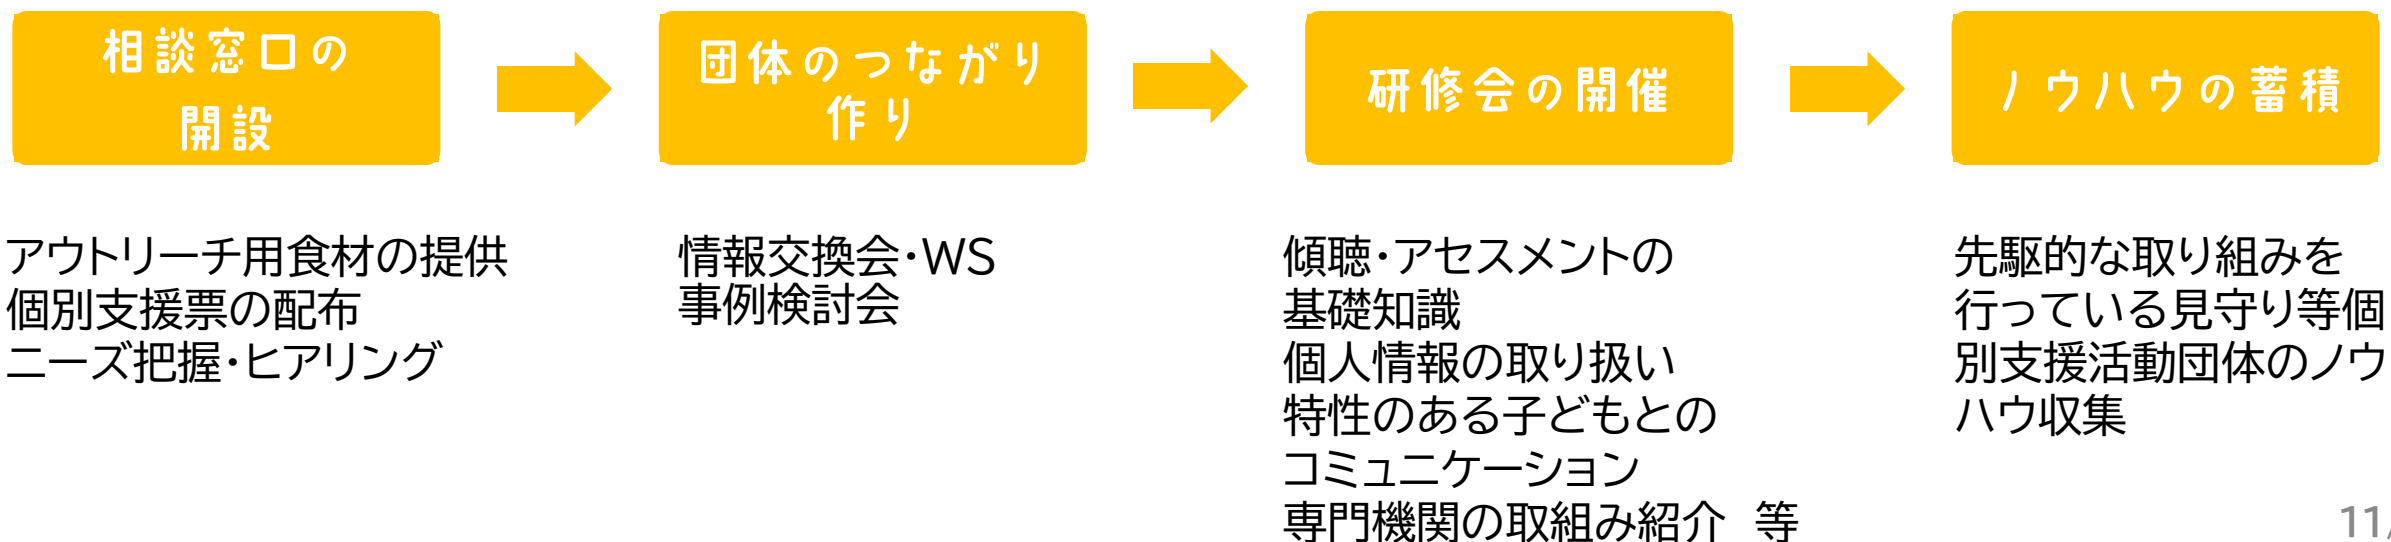 相談窓口の
開設
団体のつながり
作り
研修会の開催
ノウハウの蓄積
アウトリーチ用食材の提供
個別支援票の配布
ニーズ把握・ヒアリング
情報交換会・WS
事例検討会
傾聴・アセスメントの
基礎知識
個人情報の取り扱い
特性のある子どもとの
コミュニケーション
専門機関の取組み紹介　等
先駆的な取り組みを
行っている見守り等個
別支援活動団体のノウ
ハウ収集
11/